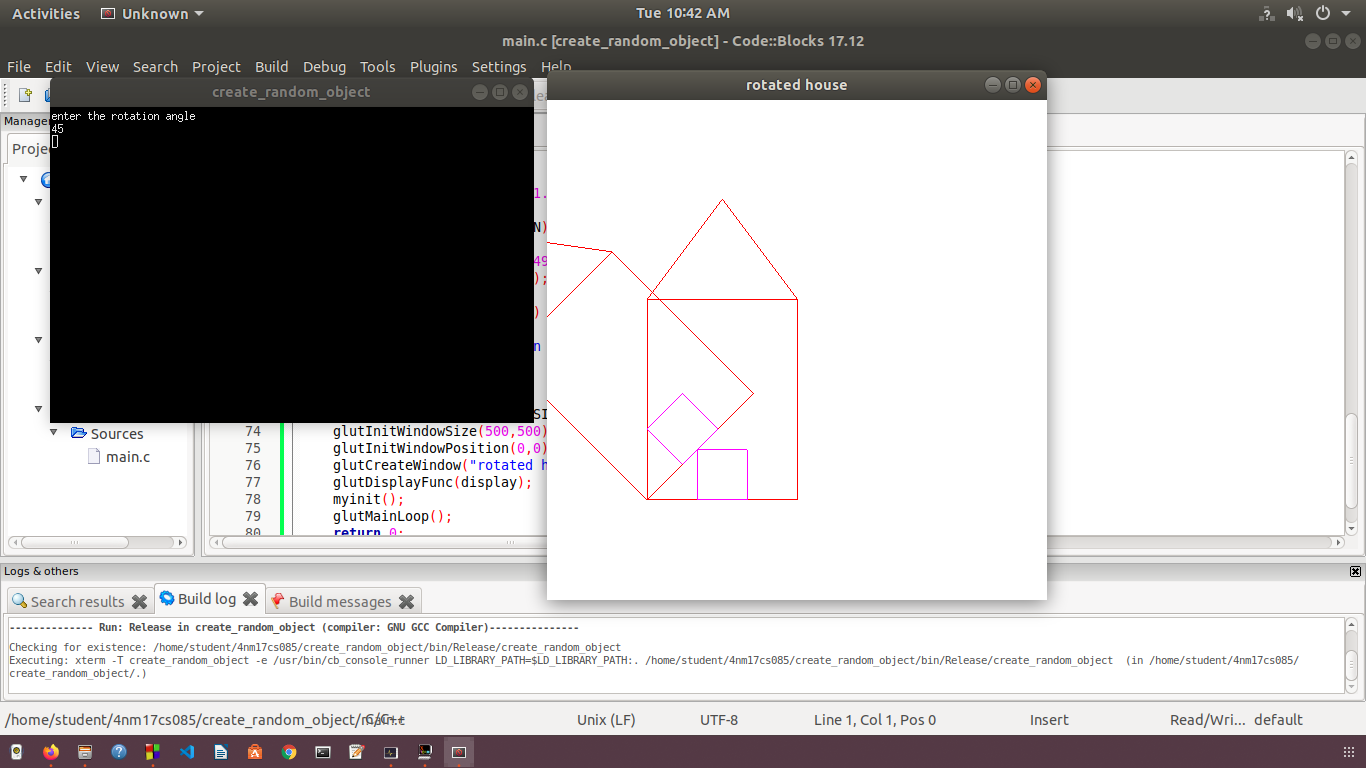 Activities Unknown Tue 10:42 AM
main.c [create_random_object] - Code::Blocks 17.12
File Edit View Search Project Build Debug Tools Plugins Settings Help
create_random_object
rotated house
enter the rotation angle
45
Manager
Projec
1.
N)
49
);
)
n
SI
74 glutInitWindowSize(500,500)
75 glutInitWindowPosition(0,0)
76 glutCreateWindow("rotated h
77 glutDisplayFunc(display);
78 myinit();
79 glutMainLoop();
80 return 0;
Sources
main.c
Logs & others
Search results Build log Build messages
-------------- Run: Release in create_random_object (compiler: GNU GCC Compiler)---------------
Checking for existence: /home/student/4nm17cs085/create_random_object/bin/Release/create_random_object
Executing: xterm -T create_random_object -e /usr/bin/cb_console_runner LD_LIBRARY_PATH=$LD_LIBRARY_PATH:. /home/student/4nm17cs085/create_random_object/bin/Release/create_random_object (in /home/student/4nm17cs085/
create_random_object/.)
/home/student/4nm17cs085/create_random_object/main.c C/C++ Unix (LF) UTF-8 Line 1, Col 1, Pos 0 Insert Read/Wri... default